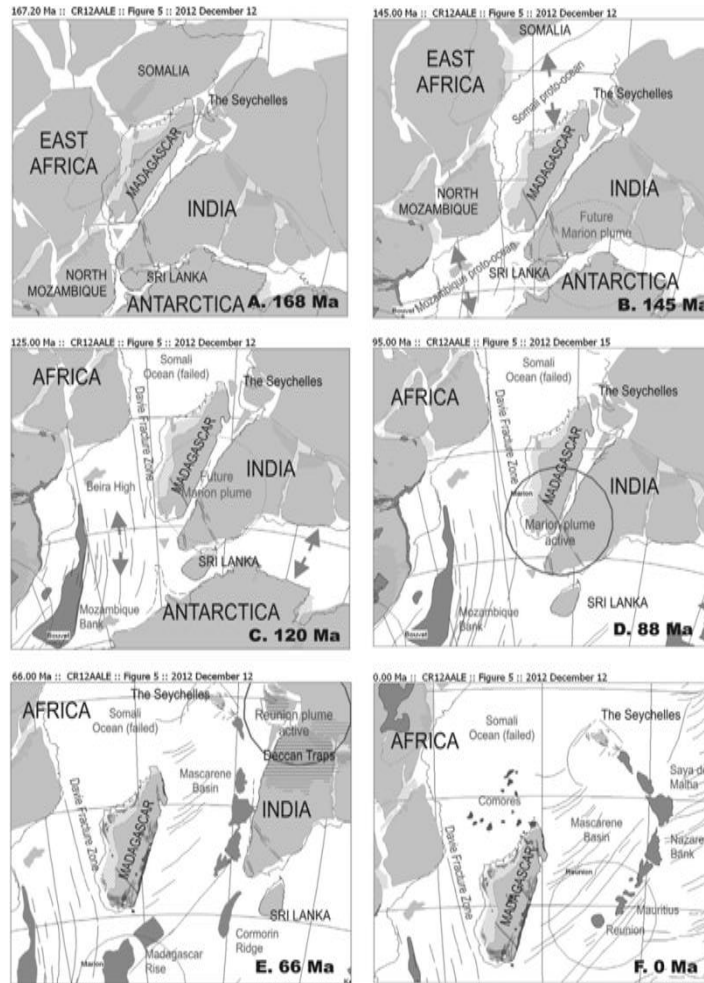 167.20 Ma :: CR12AALE :: Figure 5 :: 2012 December 12
SOMALIA
The Seychelles
EAST
AFRICA
MADAGASCAR
INDIA
NORTH
MOZAMBIQUE
SRI LANKA
ANTARCTICA
A. 168 Ma
145.00 Ma :: CR12AALE :: Figure 5 :: 2012 December 12
SOMALIA
EAST
AFRICA
Somali proto-ocean
The Seychelles
MADAGASCAR
INDIA
NORTH
MOZAMBIQUE
Future
Marion plume
Mozambique proto-ocean
SRI LANKA
ANTARCTICA
Bouvet
B. 145 Ma
125.00 Ma :: CR12AALE :: Figure 5 :: 2012 December 12
AFRICA
Somali
Ocean (failed)
The Seychelles
Davie Fracture Zone
MADAGASCAR
INDIA
Future
Marion plume
Beira High
SRI LANKA
Mozambique
Bank
ANTARCTICA
Bouvet
C. 120 Ma
95.00 Ma :: CR12AALE :: Figure 5 :: 2012 December 15
AFRICA
Somali
Ocean (failed)
The Seychelles
Davie Fracture Zone
MADAGASCAR
INDIA
Marion
Marion plume
active
SRI LANKA
Mozambique
Bank
Bouvet
D. 88 Ma
66.00 Ma :: CR12AALE :: Figure 5 :: 2012 December 12
AFRICA
The Seychelles
Somali
Ocean (failed)
Reunion plume
active
Deccan Traps
Mascarene
Basin
INDIA
Davie Fracture Zone
MADAGASCAR
SRI LANKA
Cormorin
Ridge
Marion
Madagascar
Rise
E. 66 Ma
0.00 Ma :: CR12AALE :: Figure 5 :: 2012 December 12
AFRICA
Somali
Ocean (failed)
The Seychelles
Saya de
Malha
Comores
Mascarene
Basin
Nazare
Bank
Davie Fracture Zone
MADAGASCAR
Reunion
Mauritius
Reunion
F. 0 Ma